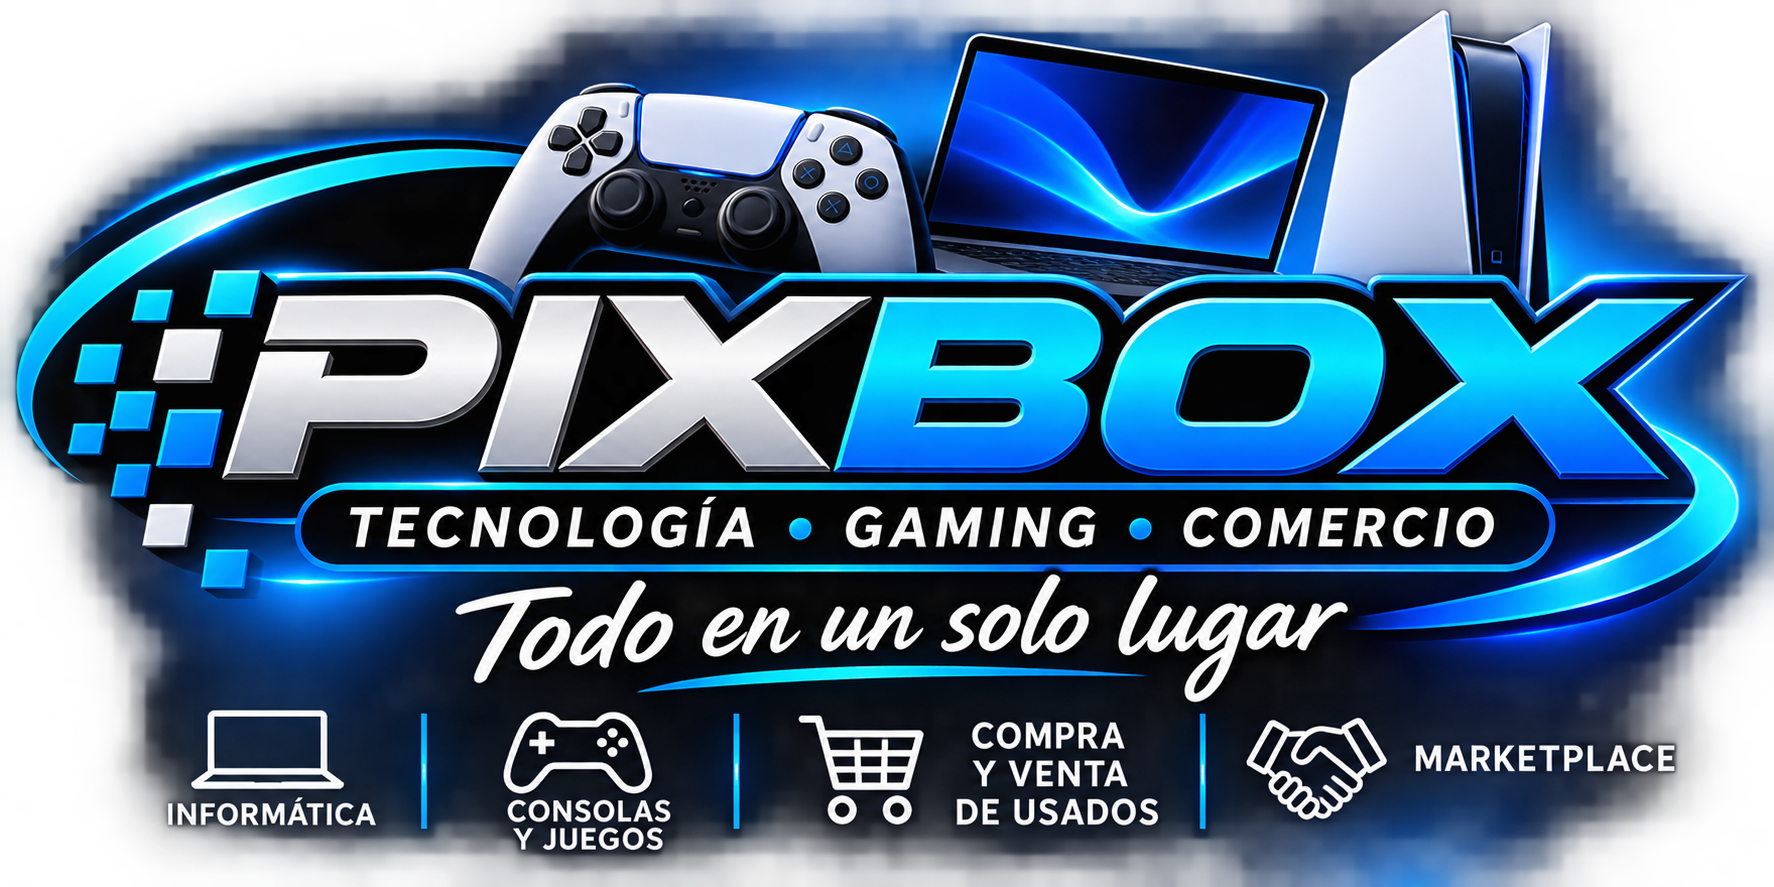 PIXBOX
TECNOLOGÍA • GAMING • COMERCIO
Todo en un solo lugar
INFORMÁTICA
CONSOLAS
Y JUEGOS
COMPRA
Y VENTA
DE USADOS
MARKETPLACE